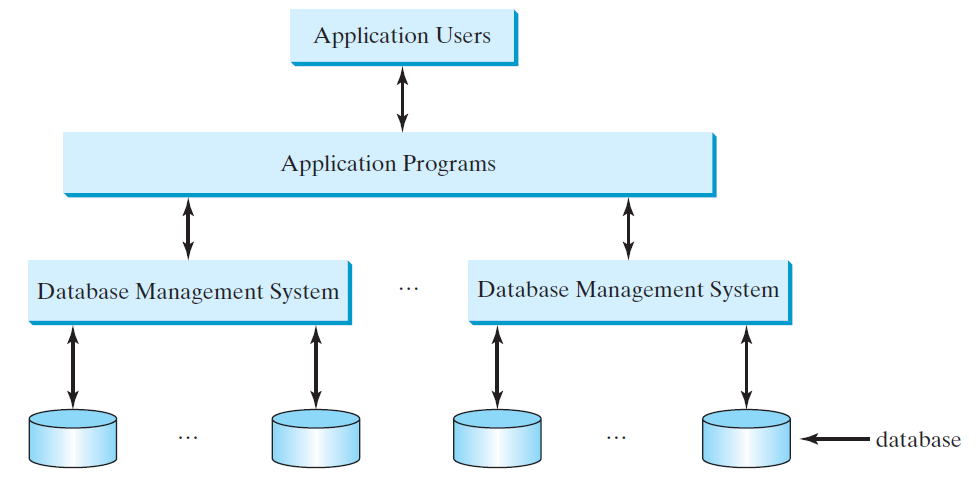 Application Users
Application Programs
Database Management System
...
Database Management System
...
...
database